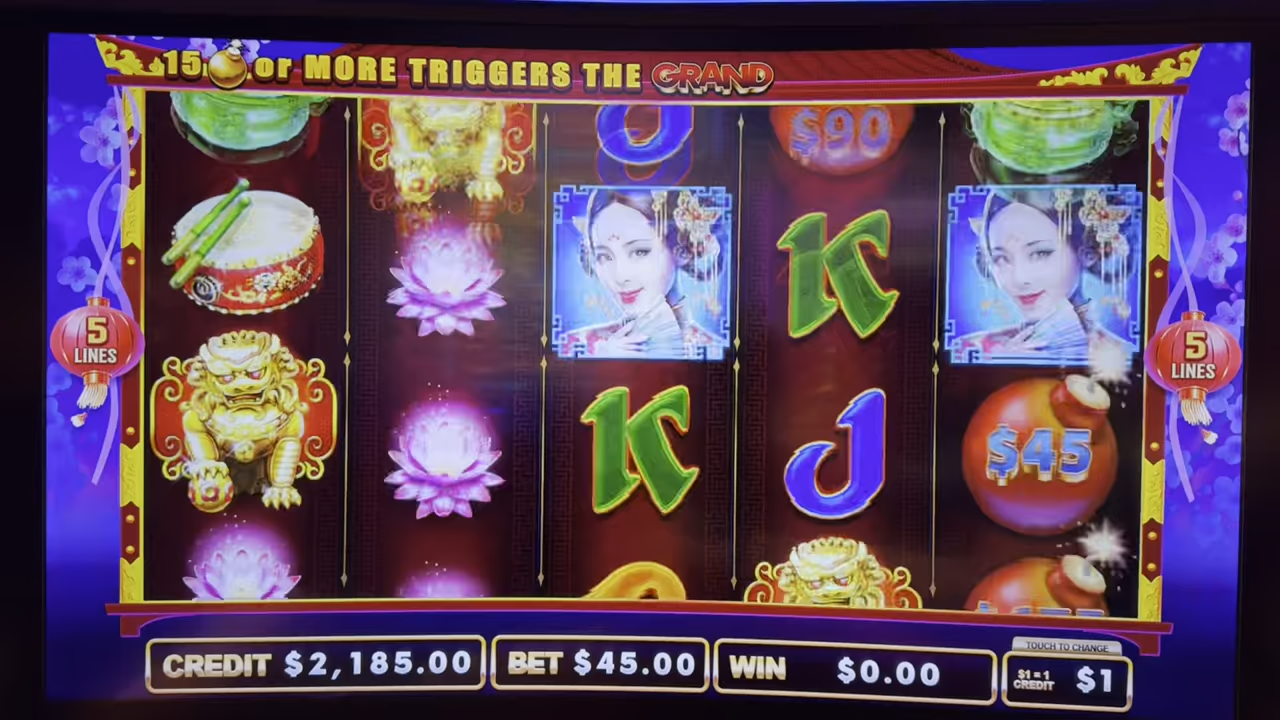 15 or MORE TRIGGERS THE GRAND
$90
K
5 LINES
5 LINES
K
J
$45
CREDIT $2,185.00
BET $45.00
WIN $0.00
TOUCH TO CHANGE
$1=1 CREDIT
$1